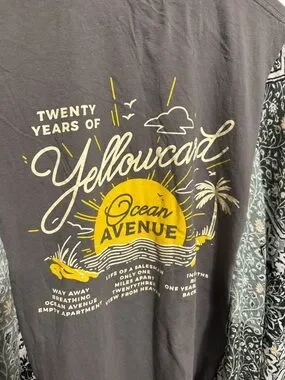 TWENTY
YEARS OF
Yellowcard
Ocean
AVENUE
WAY AWAY
BREATHING
OCEAN AVENUE
EMPTY APARTMENT
LIFE OF A SALESMAN
ONLY ONE
MILES APART
TWENTYTHREE
VIEW FROM HEAVEN
ONE YEAR
BACK